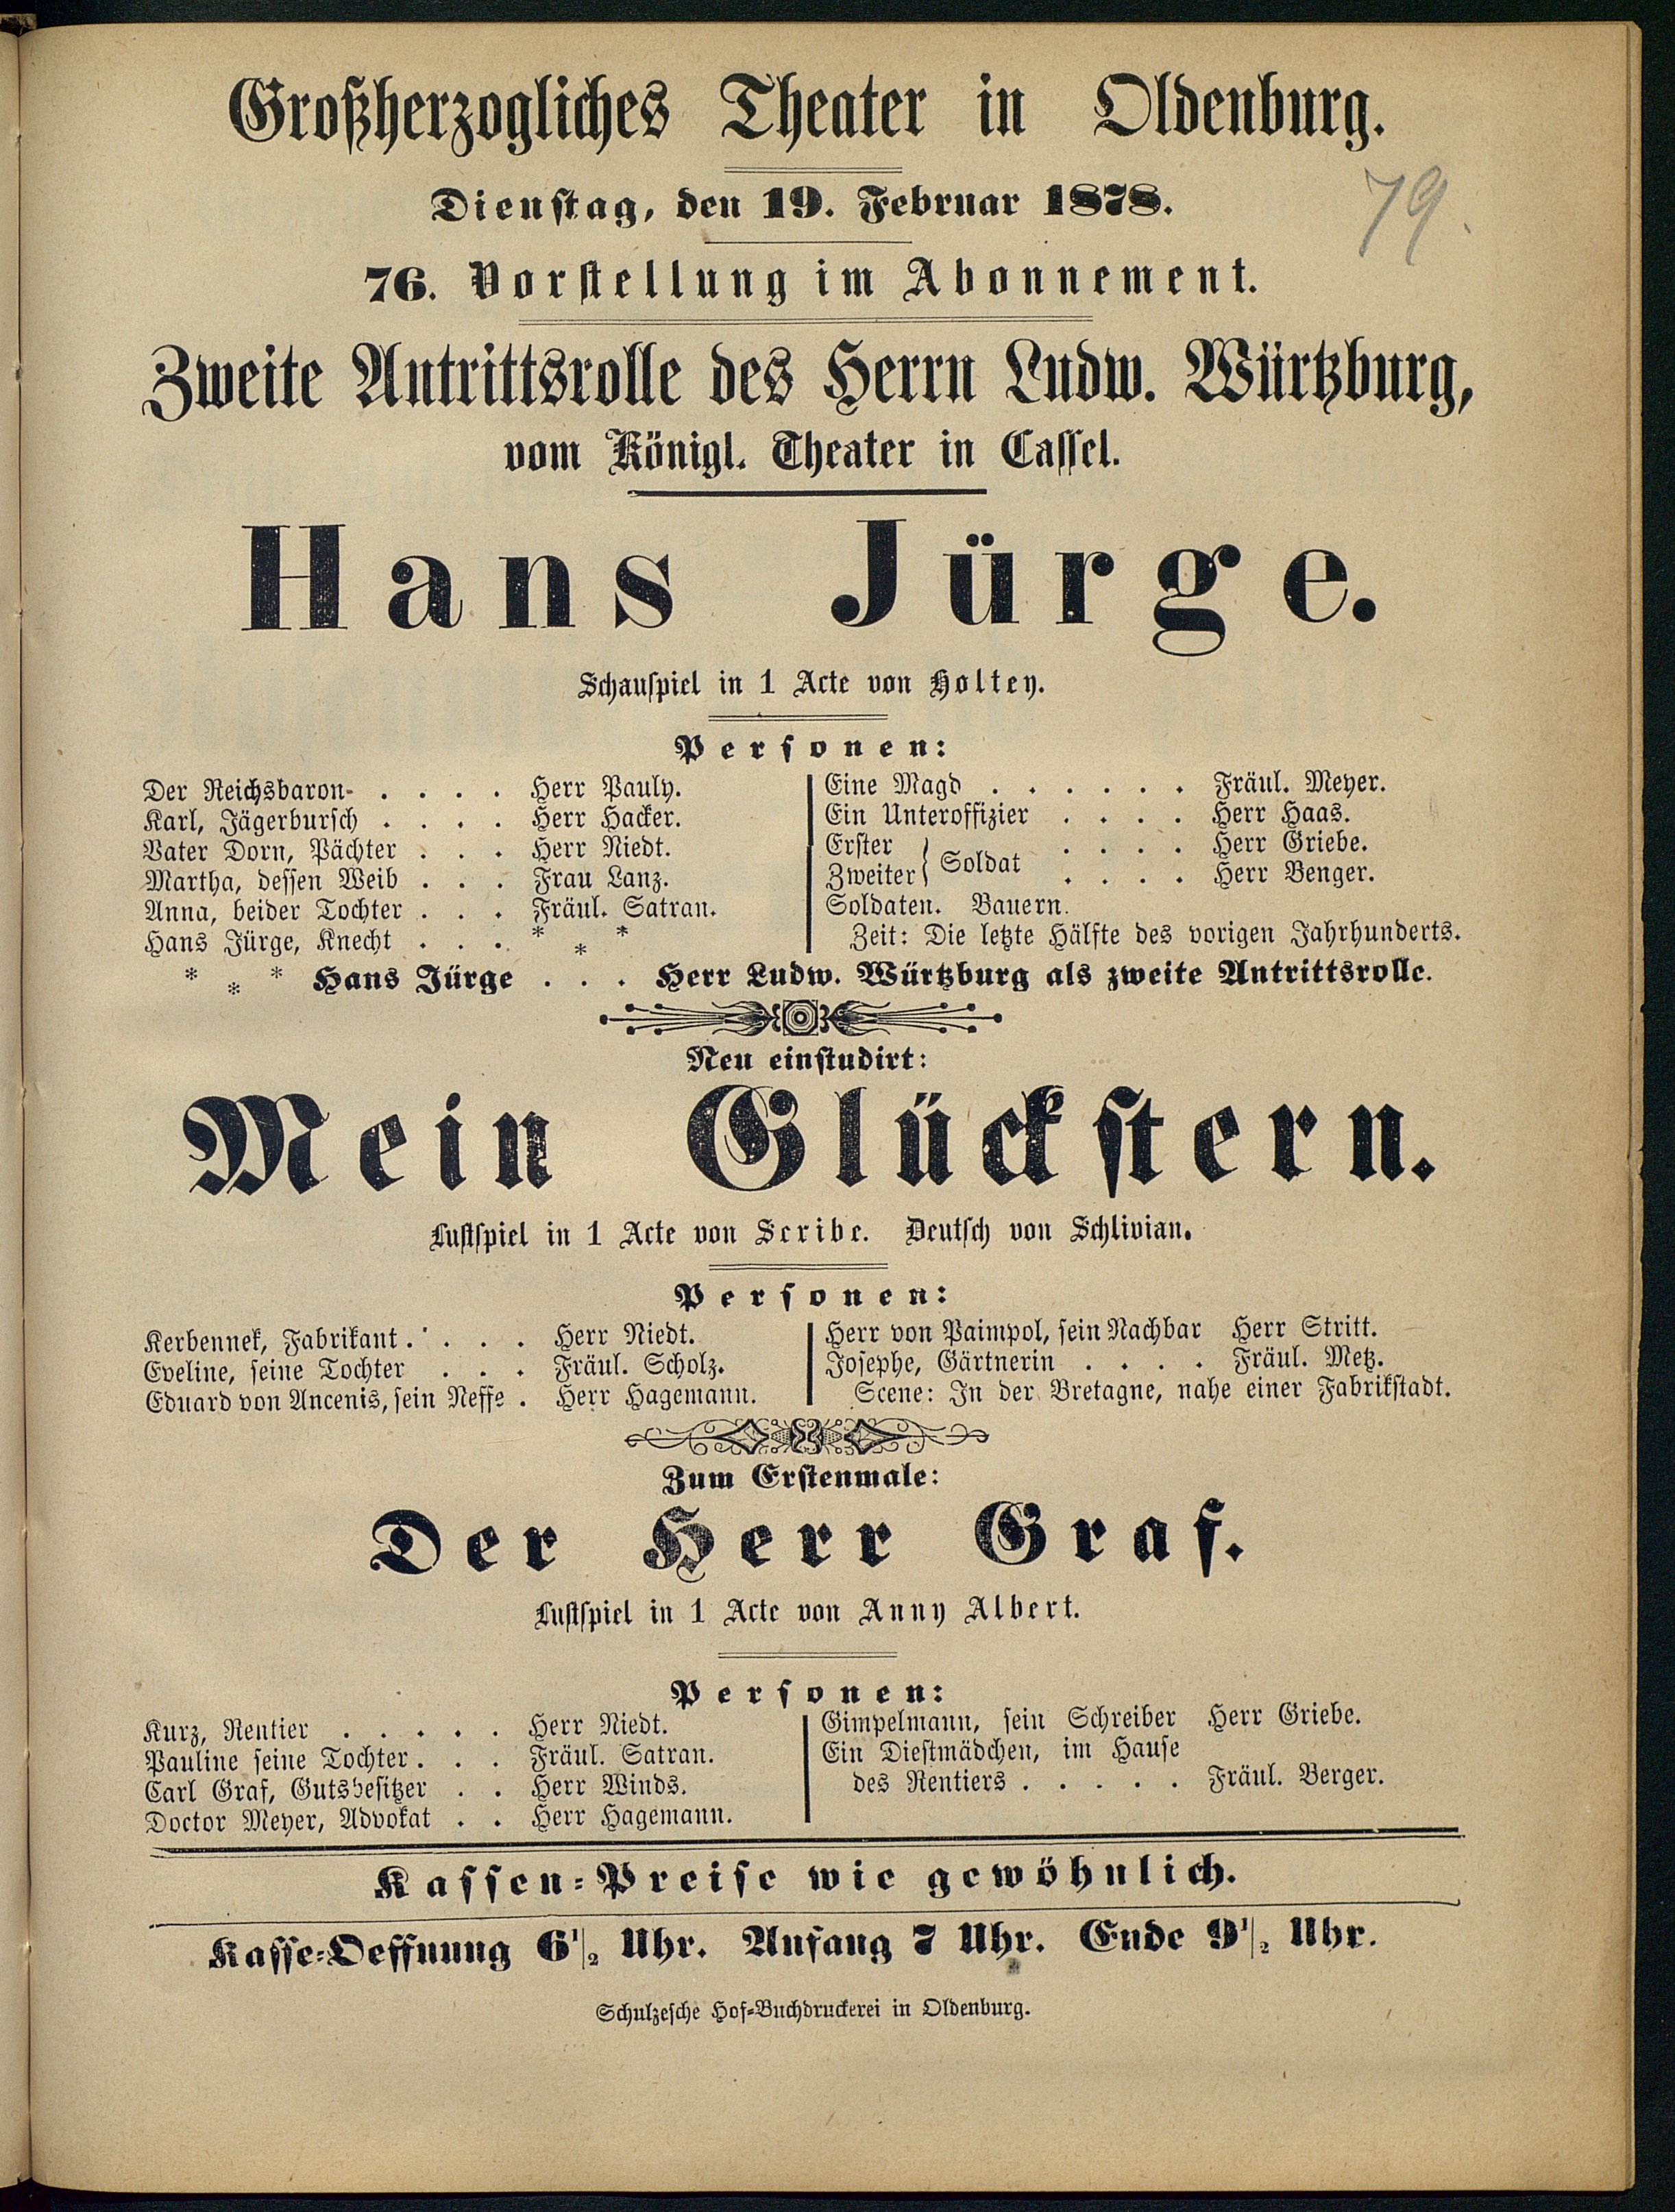 Großherzogliches Theater in Oldenburg.
Dienstag, den 19. Februar 1878.
79.
76. Vorstellung im Abonnement.
Zweite Antrittsrolle des Herrn Ludw. Würtzburg,
vom Königl. Theater in Cassel.
Hans Jürge.
Schauspiel in 1 Acte von Holtey.
Personen:
Der Reichsbaron . . . . Herr Pauly.
Karl, Jägerbursch . . . . Herr Hacker.
Vater Dorn, Pächter . . . Herr Niedt.
Martha, dessen Weib . . . Frau Lanz.
Anna, beider Tochter . . . Fräul. Satran.
Hans Jürge, Knecht . . . * * *
Eine Magd . . . . . . Fräul. Meyer.
Ein Unteroffizier . . . . Herr Haas.
Erster } Soldat . . . . Herr Griebe.
Zweiter } . . . . Herr Benger.
Soldaten. Bauern.
Zeit: Die letzte Hälfte des vorigen Jahrhunderts.
* * * Hans Jürge . . . Herr Ludw. Würtzburg als zweite Antrittsrolle.
Neu einstudirt:
Mein Glückstern.
Lustspiel in 1 Acte von Scribe. Deutsch von Schlivian.
Personen:
Kerbennek, Fabrikant . . . . Herr Niedt.
Eveline, seine Tochter . . . Fräul. Scholz.
Eduard von Ancenis, sein Neffe . Herr Hagemann.
Herr von Paimpol, sein Nachbar Herr Stritt.
Josephe, Gärtnerin . . . . Fräul. Metz.
Scene: In der Bretagne, nahe einer Fabrikstadt.
Zum Erstenmale:
Der Herr Graf.
Lustspiel in 1 Acte von Anny Albert.
Personen:
Kurz, Rentier . . . . . Herr Niedt.
Pauline seine Tochter . . . Fräul. Satran.
Carl Graf, Gutsbesitzer . . Herr Winds.
Doctor Meyer, Advokat . . Herr Hagemann.
Gimpelmann, sein Schreiber Herr Griebe.
Ein Diestmädchen, im Hause
des Rentiers . . . . . Fräul. Berger.
Kassen-Preise wie gewöhnlich.
Kasse-Oeffnung 6 1/2 Uhr. Anfang 7 Uhr. Ende 9 1/2 Uhr.
Schulzesche Hof-Buchdruckerei in Oldenburg.